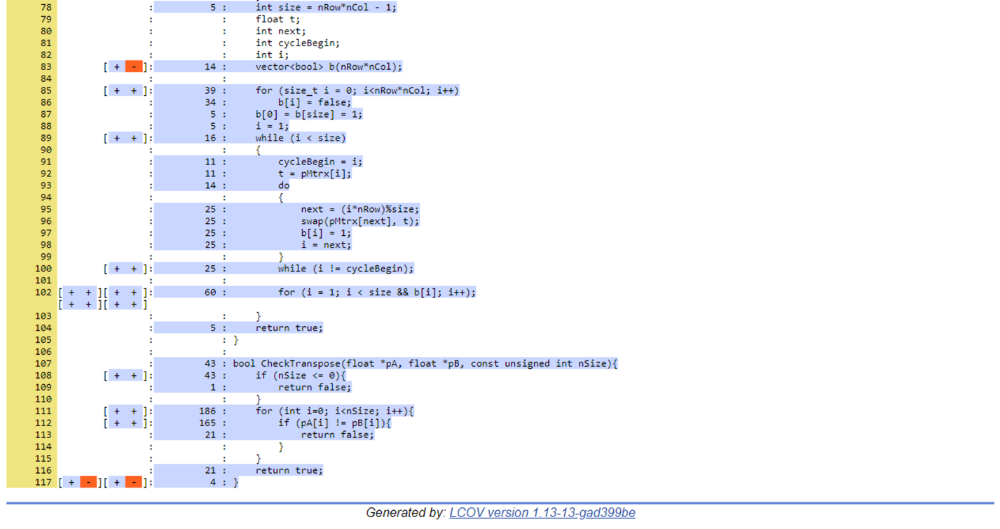 78 : 5 : int size = nRow*nCol - 1;
79 : : float t;
80 : : int next;
81 : : int cycleBegin;
82 : : int i;
83 [ + - ]: 14 : vector<bool> b(nRow*nCol);
84 : :
85 [ + + ]: 39 : for (size_t i = 0; i<nRow*nCol; i++)
86 : 34 : b[i] = false;
87 : 5 : b[0] = b[size] = 1;
88 : 5 : i = 1;
89 [ + + ]: 16 : while (i < size)
90 : : {
91 : 11 : cycleBegin = i;
92 : 11 : t = pMtrx[i];
93 : 14 : do
94 : : {
95 : 25 : next = (i*nRow)%size;
96 : 25 : swap(pMtrx[next], t);
97 : 25 : b[i] = 1;
98 : 25 : i = next;
99 : : }
100 [ + + ]: 25 : while (i != cycleBegin);
101 : :
102 [ + + ][ + + ]: 60 : for (i = 1; i < size && b[i]; i++);
[ + + ][ + + ]
103 : : }
104 : 5 : return true;
105 : : }
106 : :
107 : 43 : bool CheckTranspose(float *pA, float *pB, const unsigned int nSize){
108 [ + + ]: 43 : if (nSize <= 0){
109 : 1 : return false;
110 : : }
111 [ + + ]: 186 : for (int i=0; i<nSize; i++){
112 [ + + ]: 165 : if (pA[i] != pB[i]){
113 : 21 : return false;
114 : : }
115 : : }
116 : 21 : return true;
117 [ + - ][ + - ]: 4 : }
Generated by: LCOV version 1.13-13-gad399be